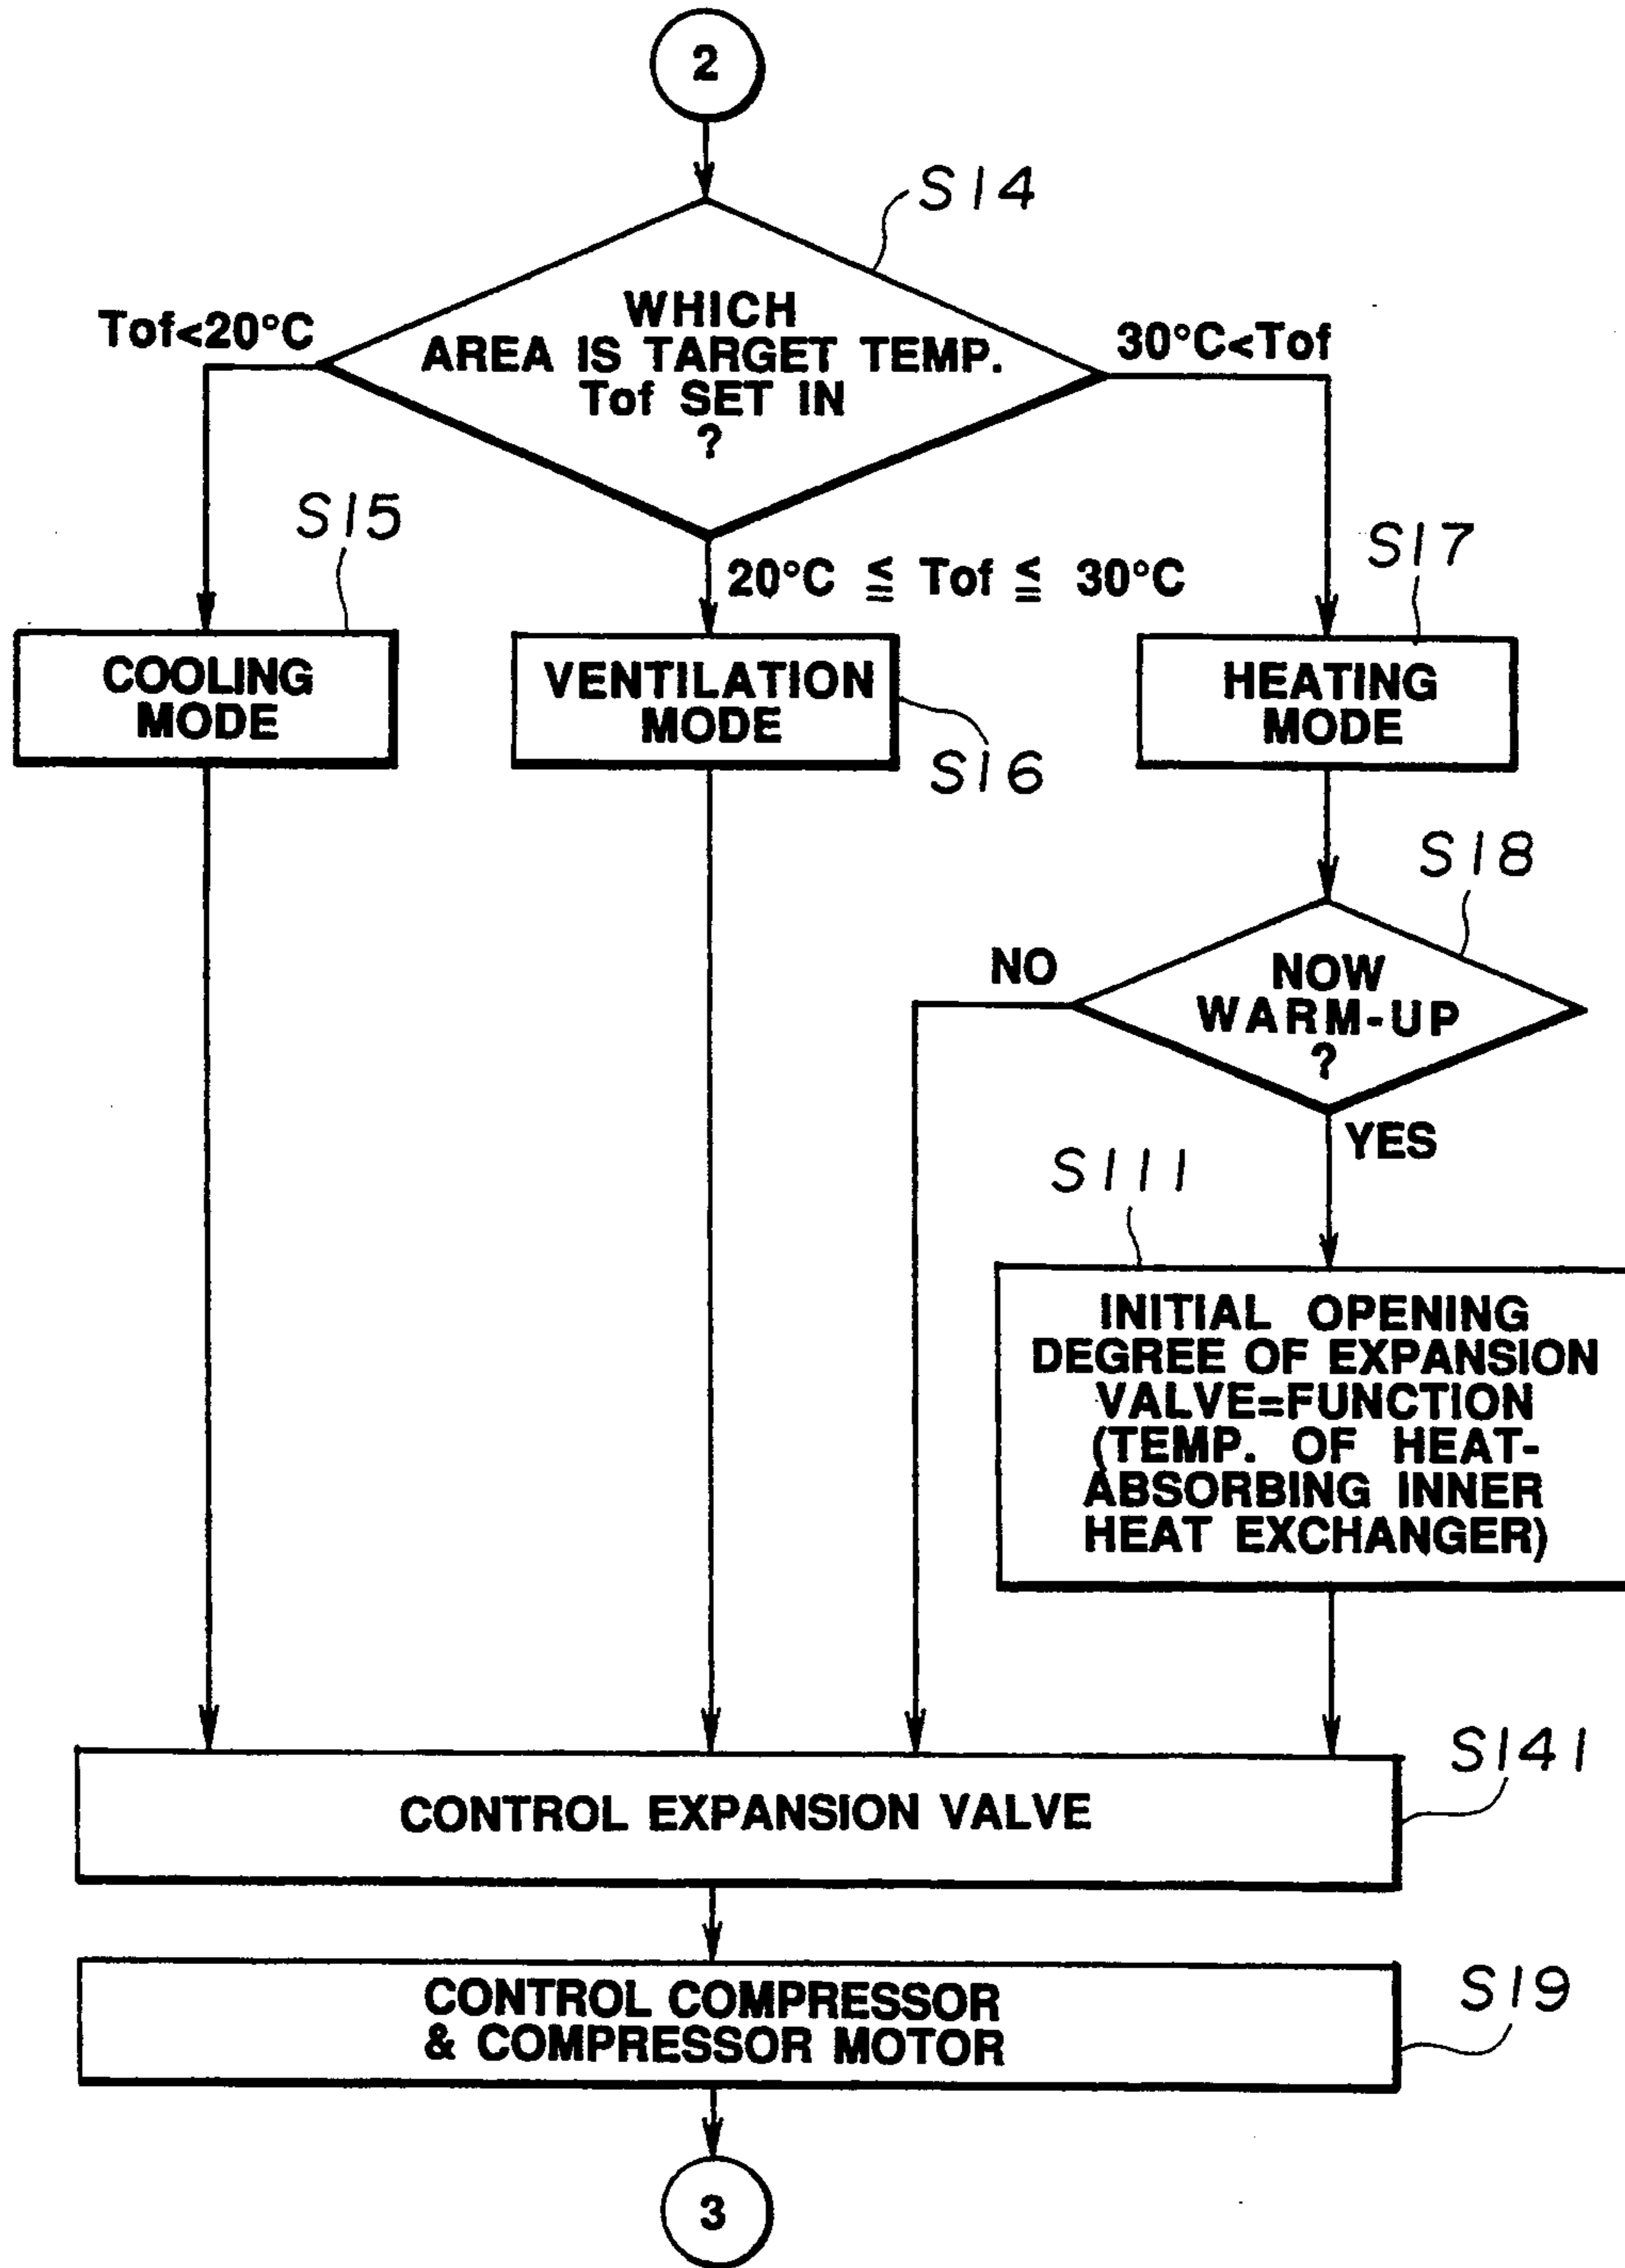 2
S14
WHICH
AREA IS TARGET TEMP.
Tof SET IN
?
Tof<20°C
30°C<Tof
20°C ≦ Tof ≦ 30°C
S15
S17
COOLING
MODE
VENTILATION
MODE
S16
HEATING
MODE
S18
NOW
WARM-UP
?
NO
YES
S111
INITIAL OPENING
DEGREE OF EXPANSION
VALVE=FUNCTION
(TEMP. OF HEAT-
ABSORBING INNER
HEAT EXCHANGER)
S141
CONTROL EXPANSION VALVE
S19
CONTROL COMPRESSOR
& COMPRESSOR MOTOR
3